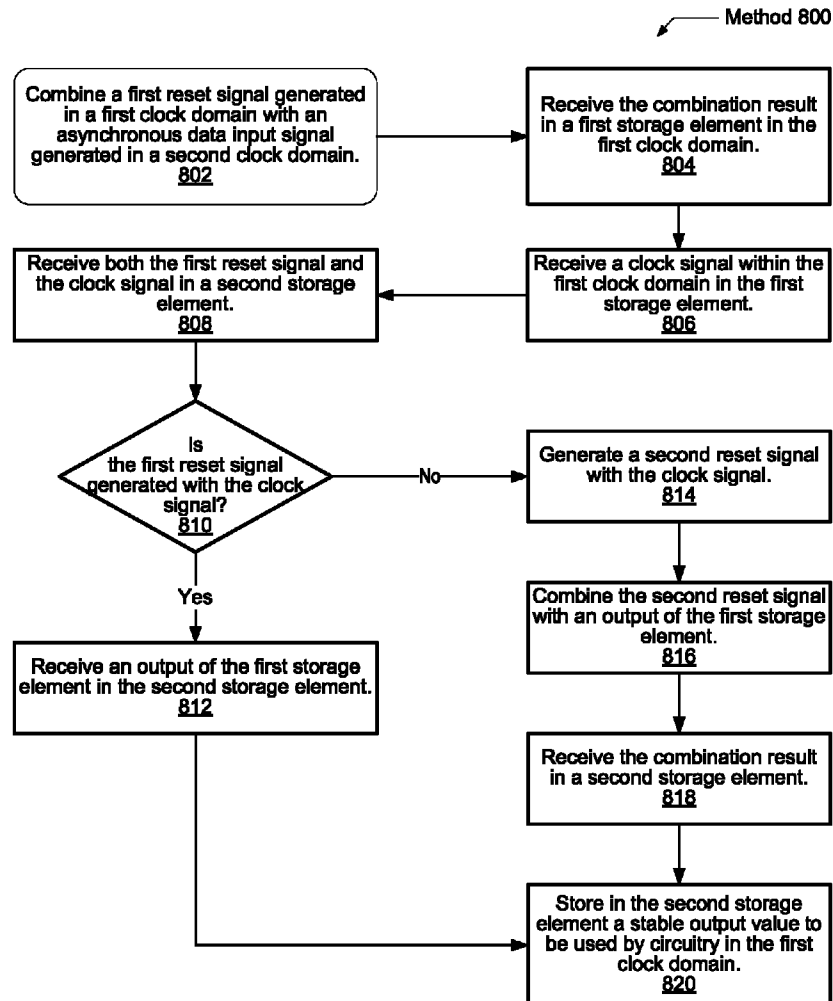 Method 800
Combine a first reset signal generated
in a first clock domain with an
asynchronous data input signal
generated in a second clock domain.
802
Receive the combination result
in a first storage element in the
first clock domain.
804
Receive a clock signal within the
first clock domain in the first
storage element.
806
Receive both the first reset signal and
the clock signal in a second storage
element.
808
Is
the first reset signal
generated with the clock
signal?
810
No
Yes
Receive an output of the first storage
element in the second storage element.
812
Generate a second reset signal
with the clock signal.
814
Combine the second reset signal
with an output of the first storage
element.
816
Receive the combination result
in a second storage element.
818
Store in the second storage
element a stable output value to
be used by circuitry in the first
clock domain.
820